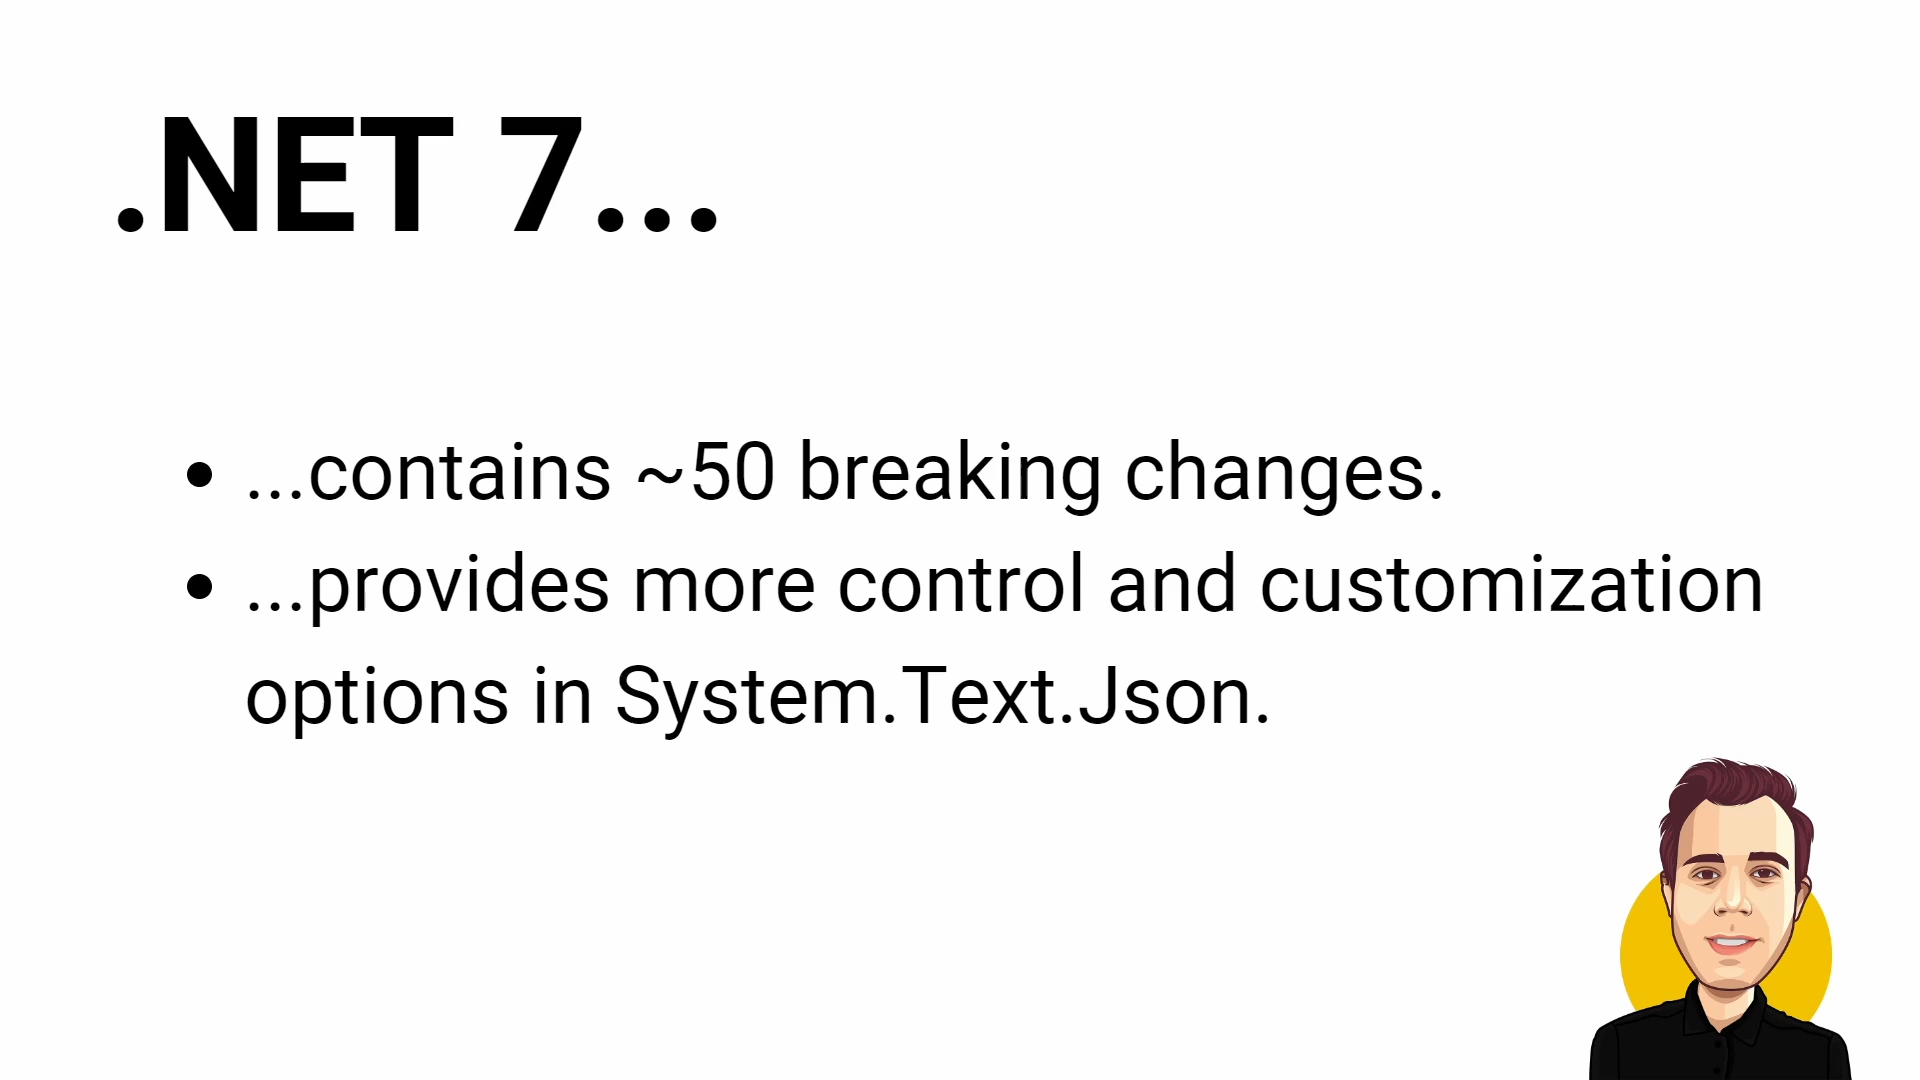 .NET 7...
• ...contains ~50 breaking changes.
• ...provides more control and customization
options in System.Text.Json.